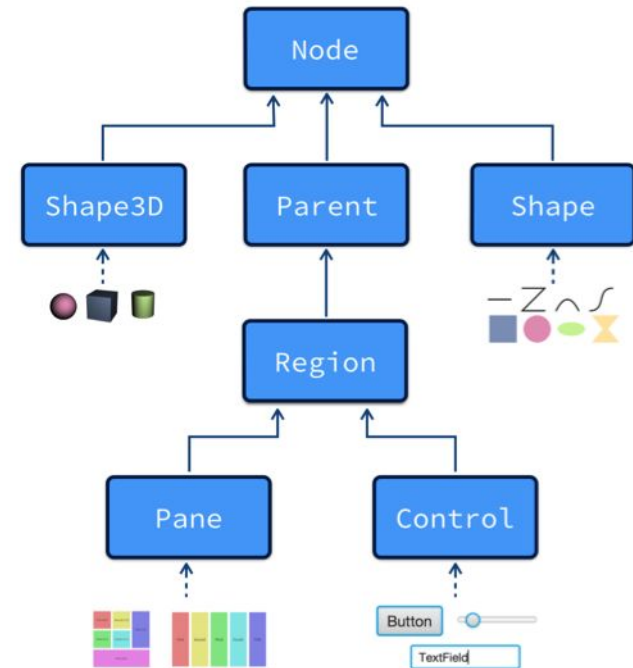 Node
Shape3D
Parent
Shape
Region
Pane
Control
Button
TextField